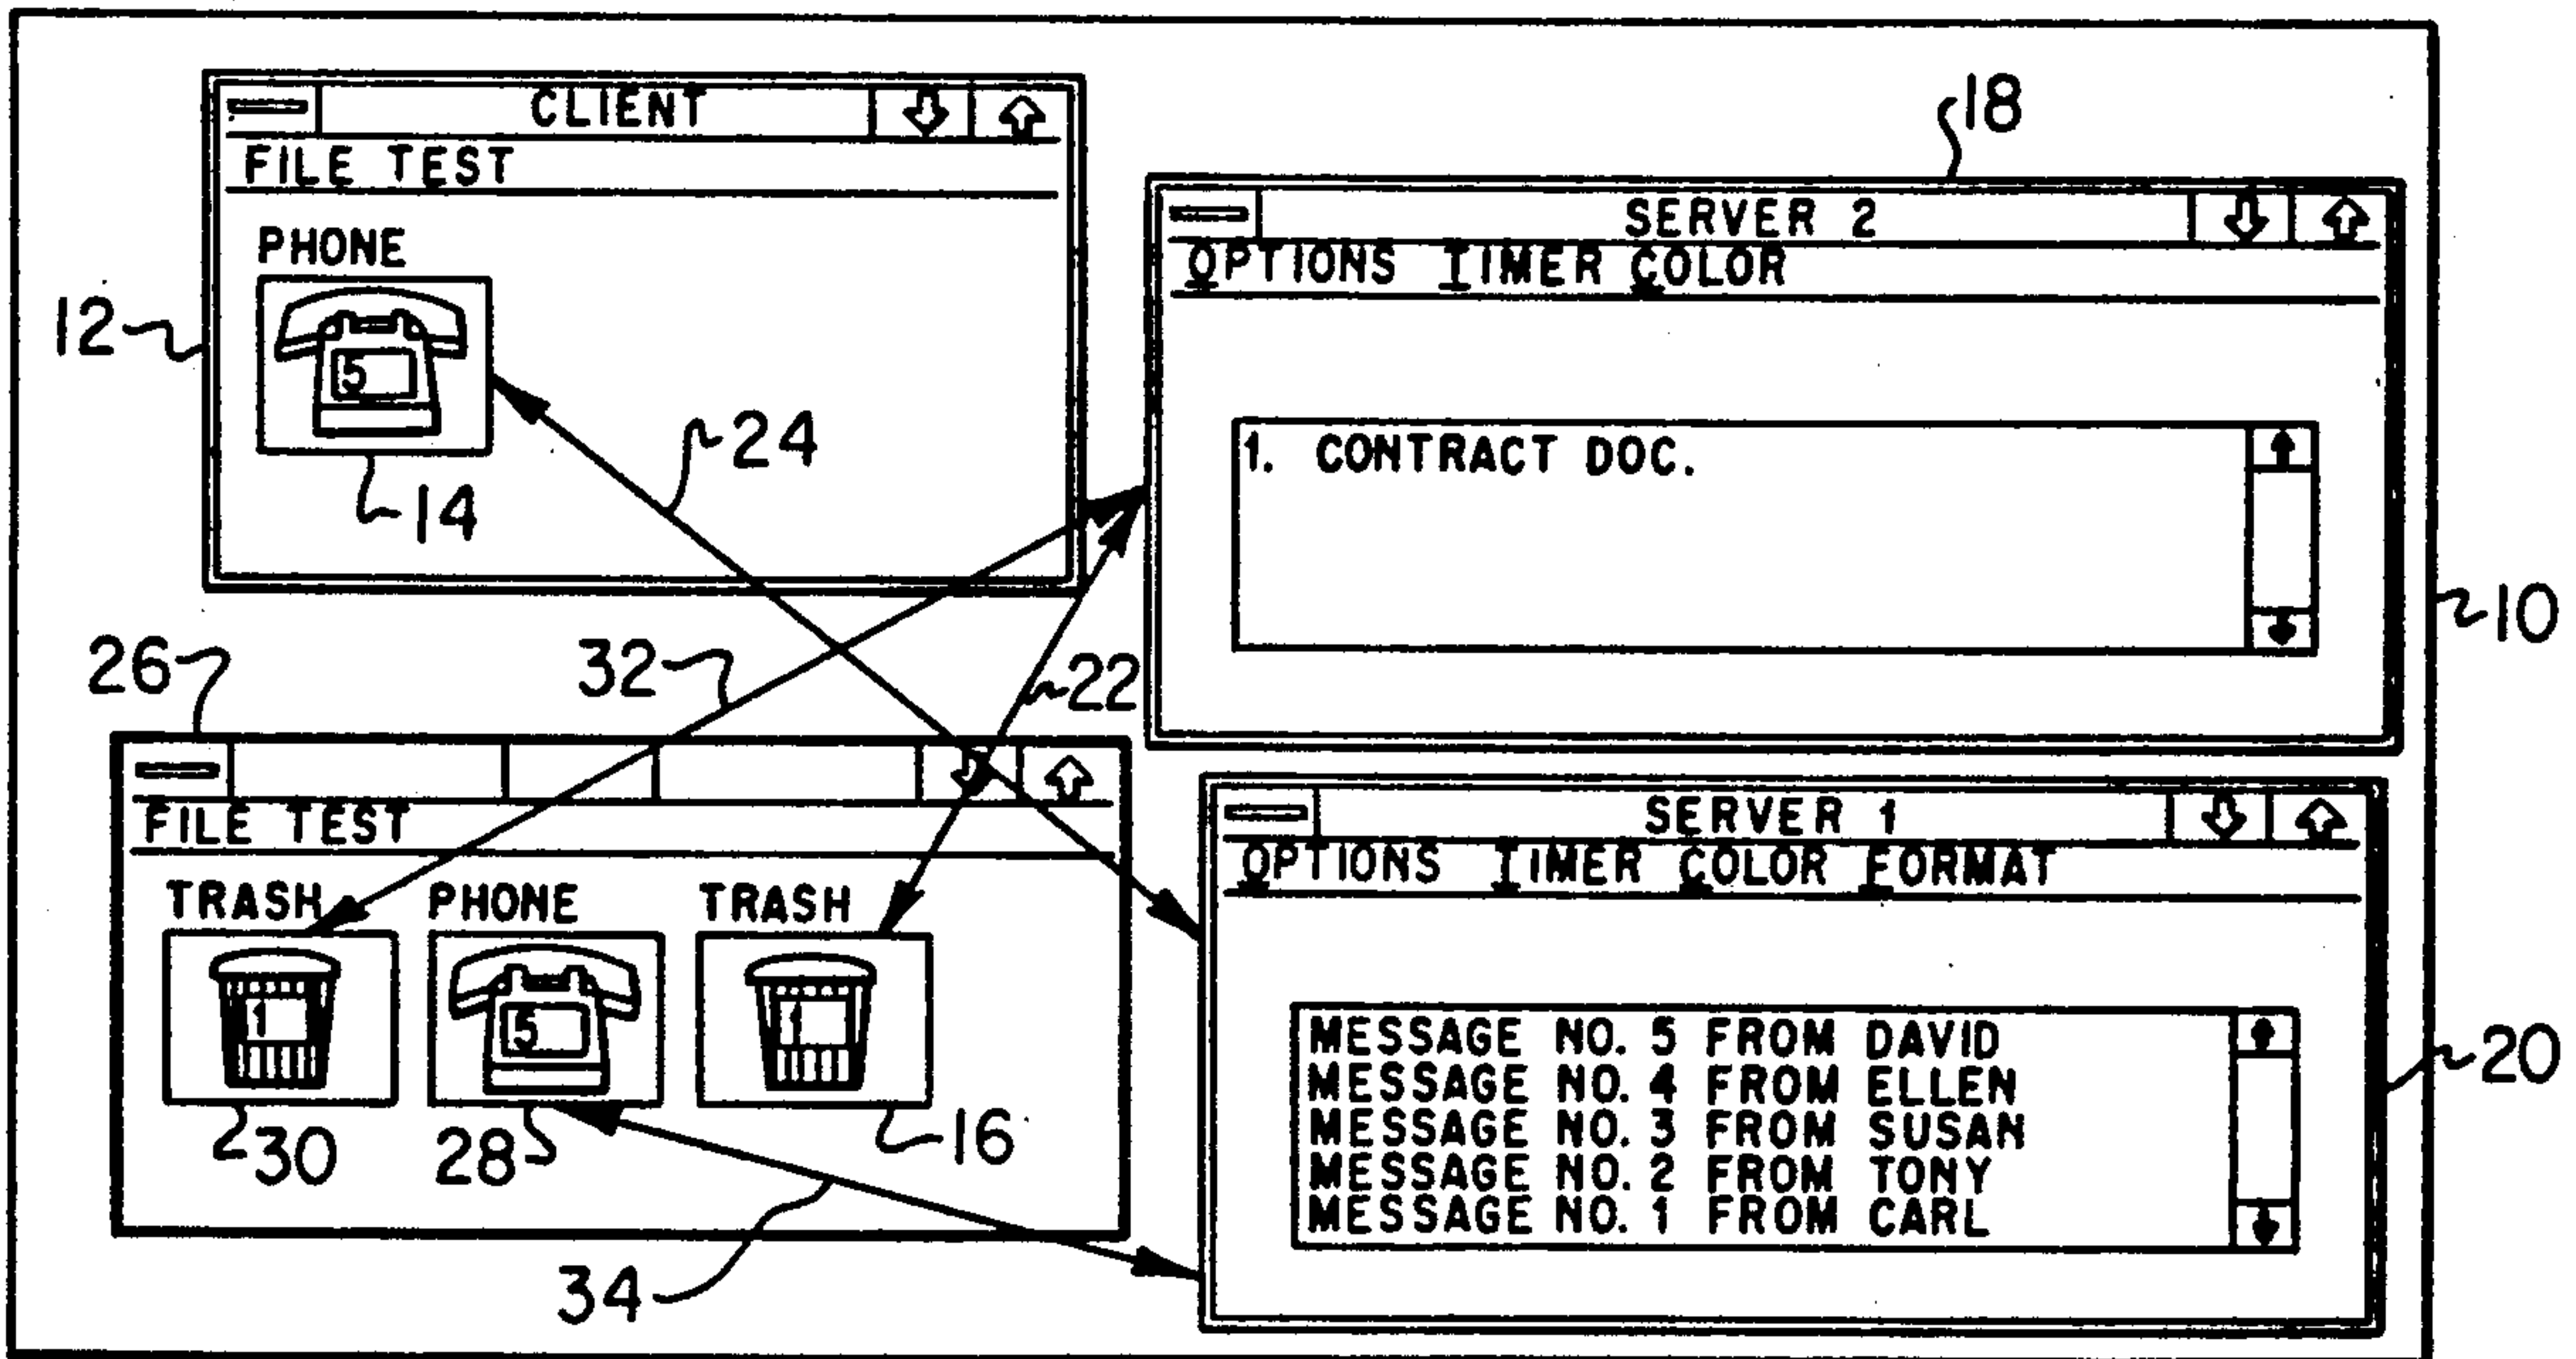 CLIENT
FILE TEST
PHONE
5
12
14
24
18
SERVER 2
OPTIONS TIMER COLOR
1. CONTRACT DOC.
10
26
32
22
FILE TEST
TRASH PHONE TRASH
1 5 1
30 28 16
34
SERVER 1
OPTIONS TIMER COLOR FORMAT
MESSAGE NO. 5 FROM DAVID
MESSAGE NO. 4 FROM ELLEN
MESSAGE NO. 3 FROM SUSAN
MESSAGE NO. 2 FROM TONY
MESSAGE NO. 1 FROM CARL
20